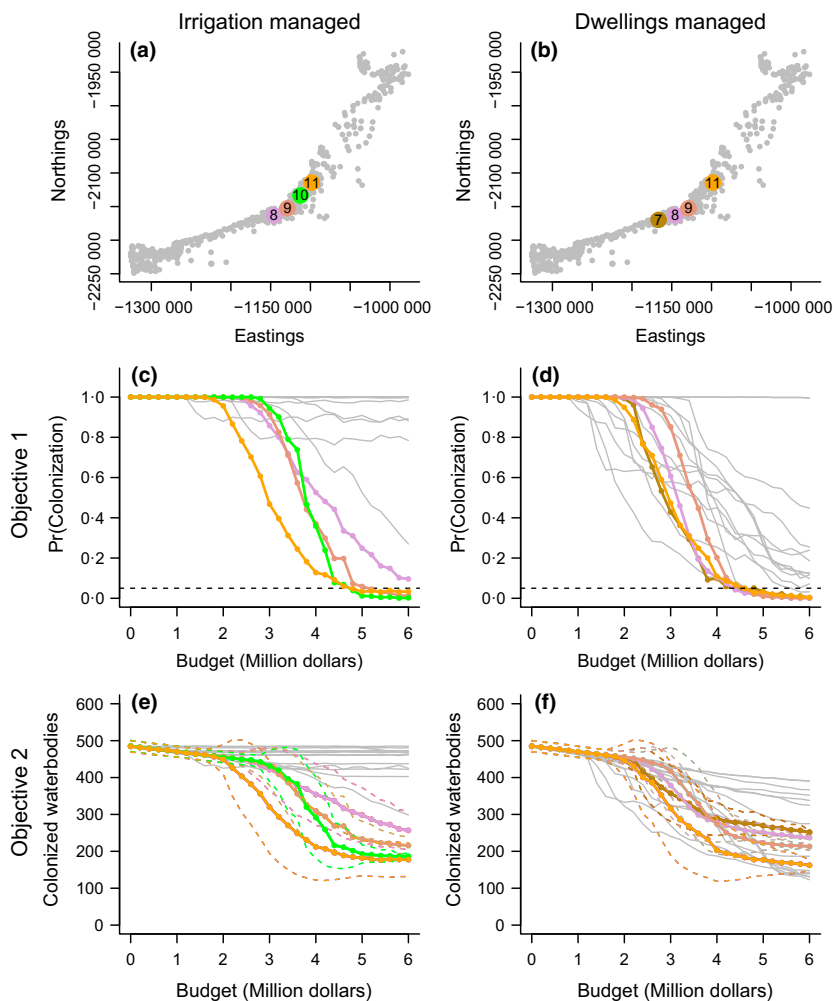 Irrigation managed
Dwellings managed
(a)
(b)
Northings
−1950 000
−2100 000
−2250 000
11
10
9
8
−1300 000 −1150 000 −1000 000
Eastings
Northings
−1950 000
−2100 000
−2250 000
11
9
8
7
−1300 000 −1150 000 −1000 000
Eastings
Objective 1
(c)
Pr(Colonization)
1·0
0·8
0·6
0·4
0·2
0·0
0 1 2 3 4 5 6
Budget (Million dollars)
(d)
Pr(Colonization)
1·0
0·8
0·6
0·4
0·2
0·0
0 1 2 3 4 5 6
Budget (Million dollars)
Objective 2
(e)
Colonized waterbodies
600
500
400
300
200
100
0
0 1 2 3 4 5 6
Budget (Million dollars)
(f)
Colonized waterbodies
600
500
400
300
200
100
0
0 1 2 3 4 5 6
Budget (Million dollars)